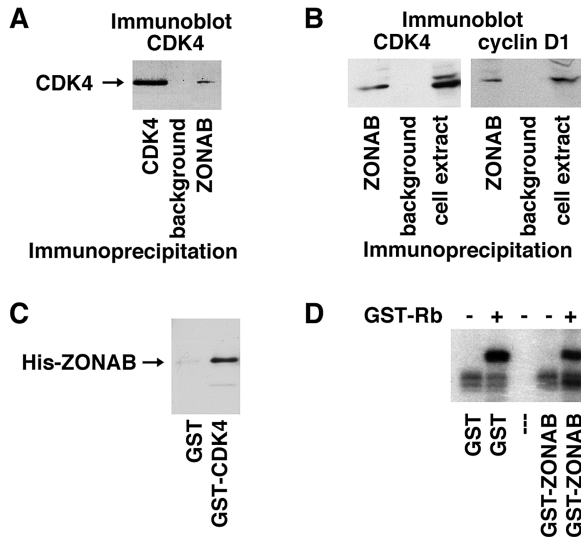 A
Immunoblot
CDK4
CDK4 →
CDK4
background
ZONAB
Immunoprecipitation
B
Immunoblot
CDK4 cyclin D1
ZONAB
background
cell extract
ZONAB
background
cell extract
Immunoprecipitation
C
His-ZONAB →
GST
GST-CDK4
D
GST-Rb - + - - +
GST
GST
---
GST-ZONAB
GST-ZONAB